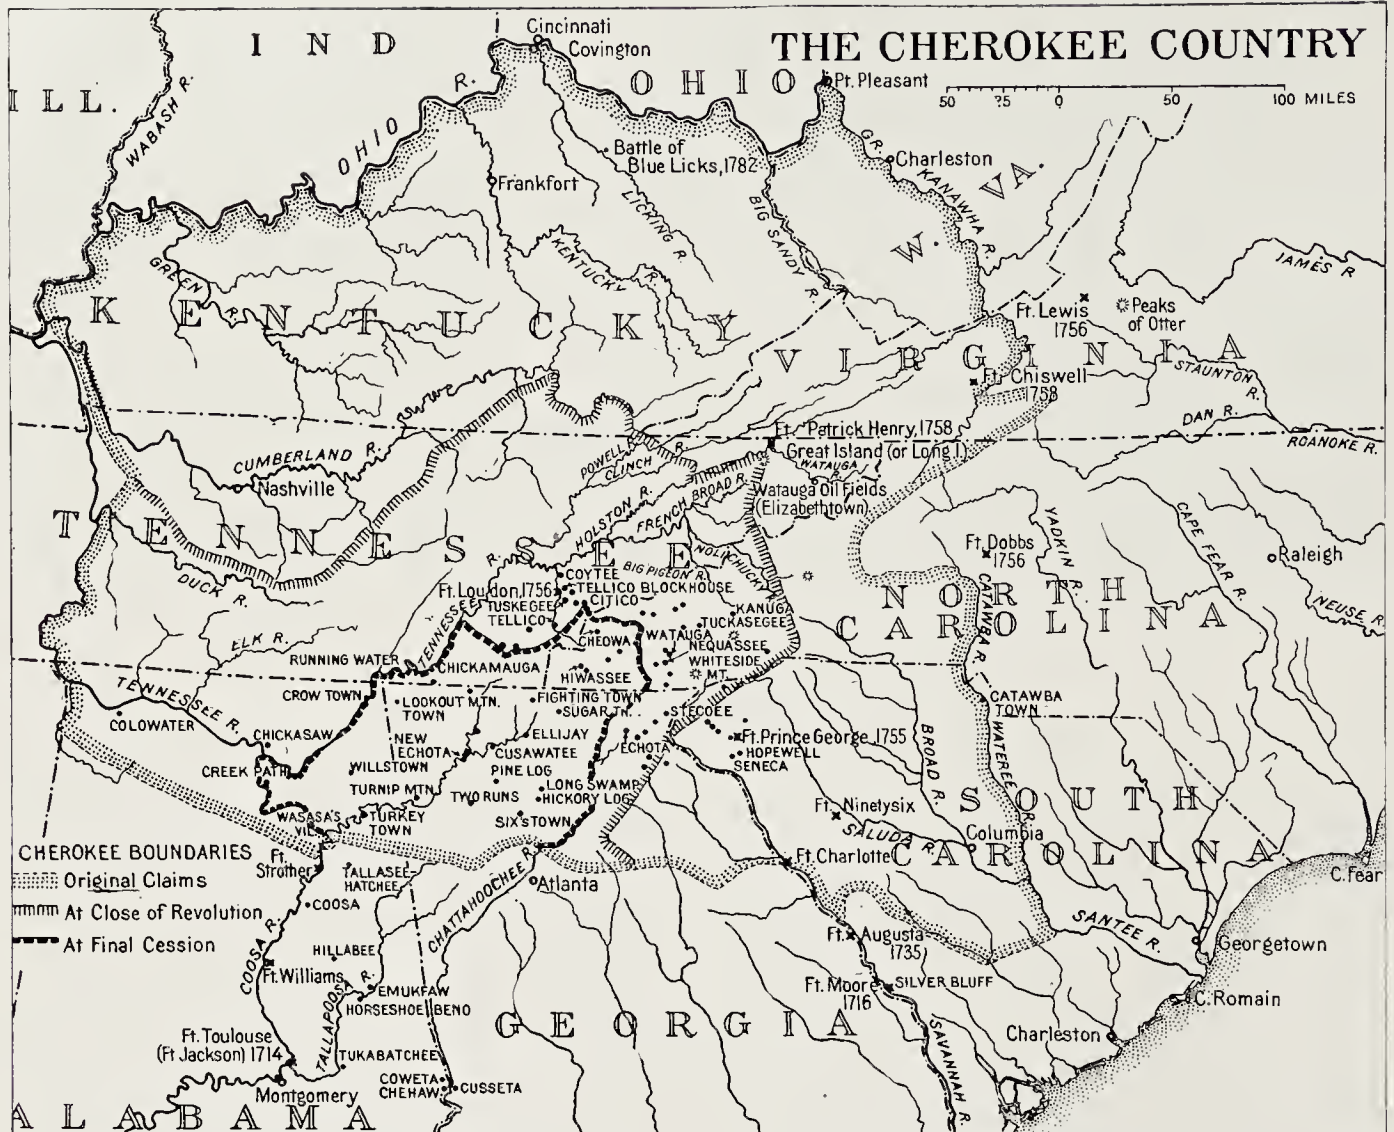 THE CHEROKEE COUNTRY
50 25 0 50 100 MILES
IND
ILL.
OHIO
KENTUCKY
W. VA.
VIRGINIA
TENNESSEE
NORTH
CAROLINA
SOUTH
CAROLINA
GEORGIA
ALABAMA
Cincinnati
Covington
Pt. Pleasant
WABASH R.
OHIO R.
Battle of
Blue Licks, 1782
Frankfort
LICKING R.
KENTUCKY R.
BIG SANDY R.
GR. KANAWHA R.
Charleston
GREEN R.
JAMES R
Ft. Lewis
1756
Peaks
of Otter
STAUNTON
R.
Ft. Chiswell
1758
DAN R.
ROANOKE R.
Ft. Patrick Henry, 1758
Great Island (or Long I.)
WATAUGA
R.
Watauga Oil Fields
(Elizabethtown)
POWELL R.
CLINCH
CUMBERLAND R.
Nashville
HOLSTON R.
FRENCH BROAD R.
NOLICHUCKY
BIG PIGEON R.
DUCK R.
ELK R.
TENNESSEE R.
Ft. Loudon, 1756
COYTEE
TELLICO BLOCKHOUSE
CITICO
TUSKEGEE
TELLICO
CHEOWA
KANUGA
TUCKASEGEE
WATAUGA
NEQUASSEE
WHITESIDE
MT.
Ft. Dobbs
1756
YADKIN R.
CATAWBA R.
CAPE FEAR R.
Raleigh
NEUSE R.
RUNNING WATER
CHICKAMAUGA
CROW TOWN
LOOKOUT MTN.
TOWN
HIWASSEE
FIGHTING TOWN
SUGAR TN.
STECOEE
TENNESSEE R.
COLDWATER
CHICKASAW
CREEK PATH
NEW
ECHOTA
ELLIJAY
CUSAWATEE
PINE LOG
ECHOTA
Ft. Prince George, 1755
HOPEWELL
SENECA
CATAWBA
TOWN
WATEREE R.
BROAD R.
WILLSTOWN
TURNIP MTN.
TWO RUNS
LONG SWAMP
HICKORY LOG
SIX'S TOWN
WASASA'S
VIL.
TURKEY
TOWN
Ft. Ninetysix
SALUDA R.
Columbia
Ft. Charlotte
C. Fear
CHEROKEE BOUNDARIES
Original Claims
At Close of Revolution
At Final Cession
Ft.
Strother
TALLASEE-
HATCHEE
COOSA
Atlanta
CHATTAHOOCHEE R.
COOSA R.
HILLABEE
Ft. Williams
TALLAPOOSA R.
EMUKFAW
HORSESHOE BEND
Ft. Augusta
1735
Ft. Moore
1716
SILVER BLUFF
SANTEE R.
Georgetown
C. Romain
Charleston
SAVANNAH R.
Ft. Toulouse
(Ft Jackson) 1714
TUKABATCHEE
Montgomery
COWETA
CHEHAW
CUSSETA